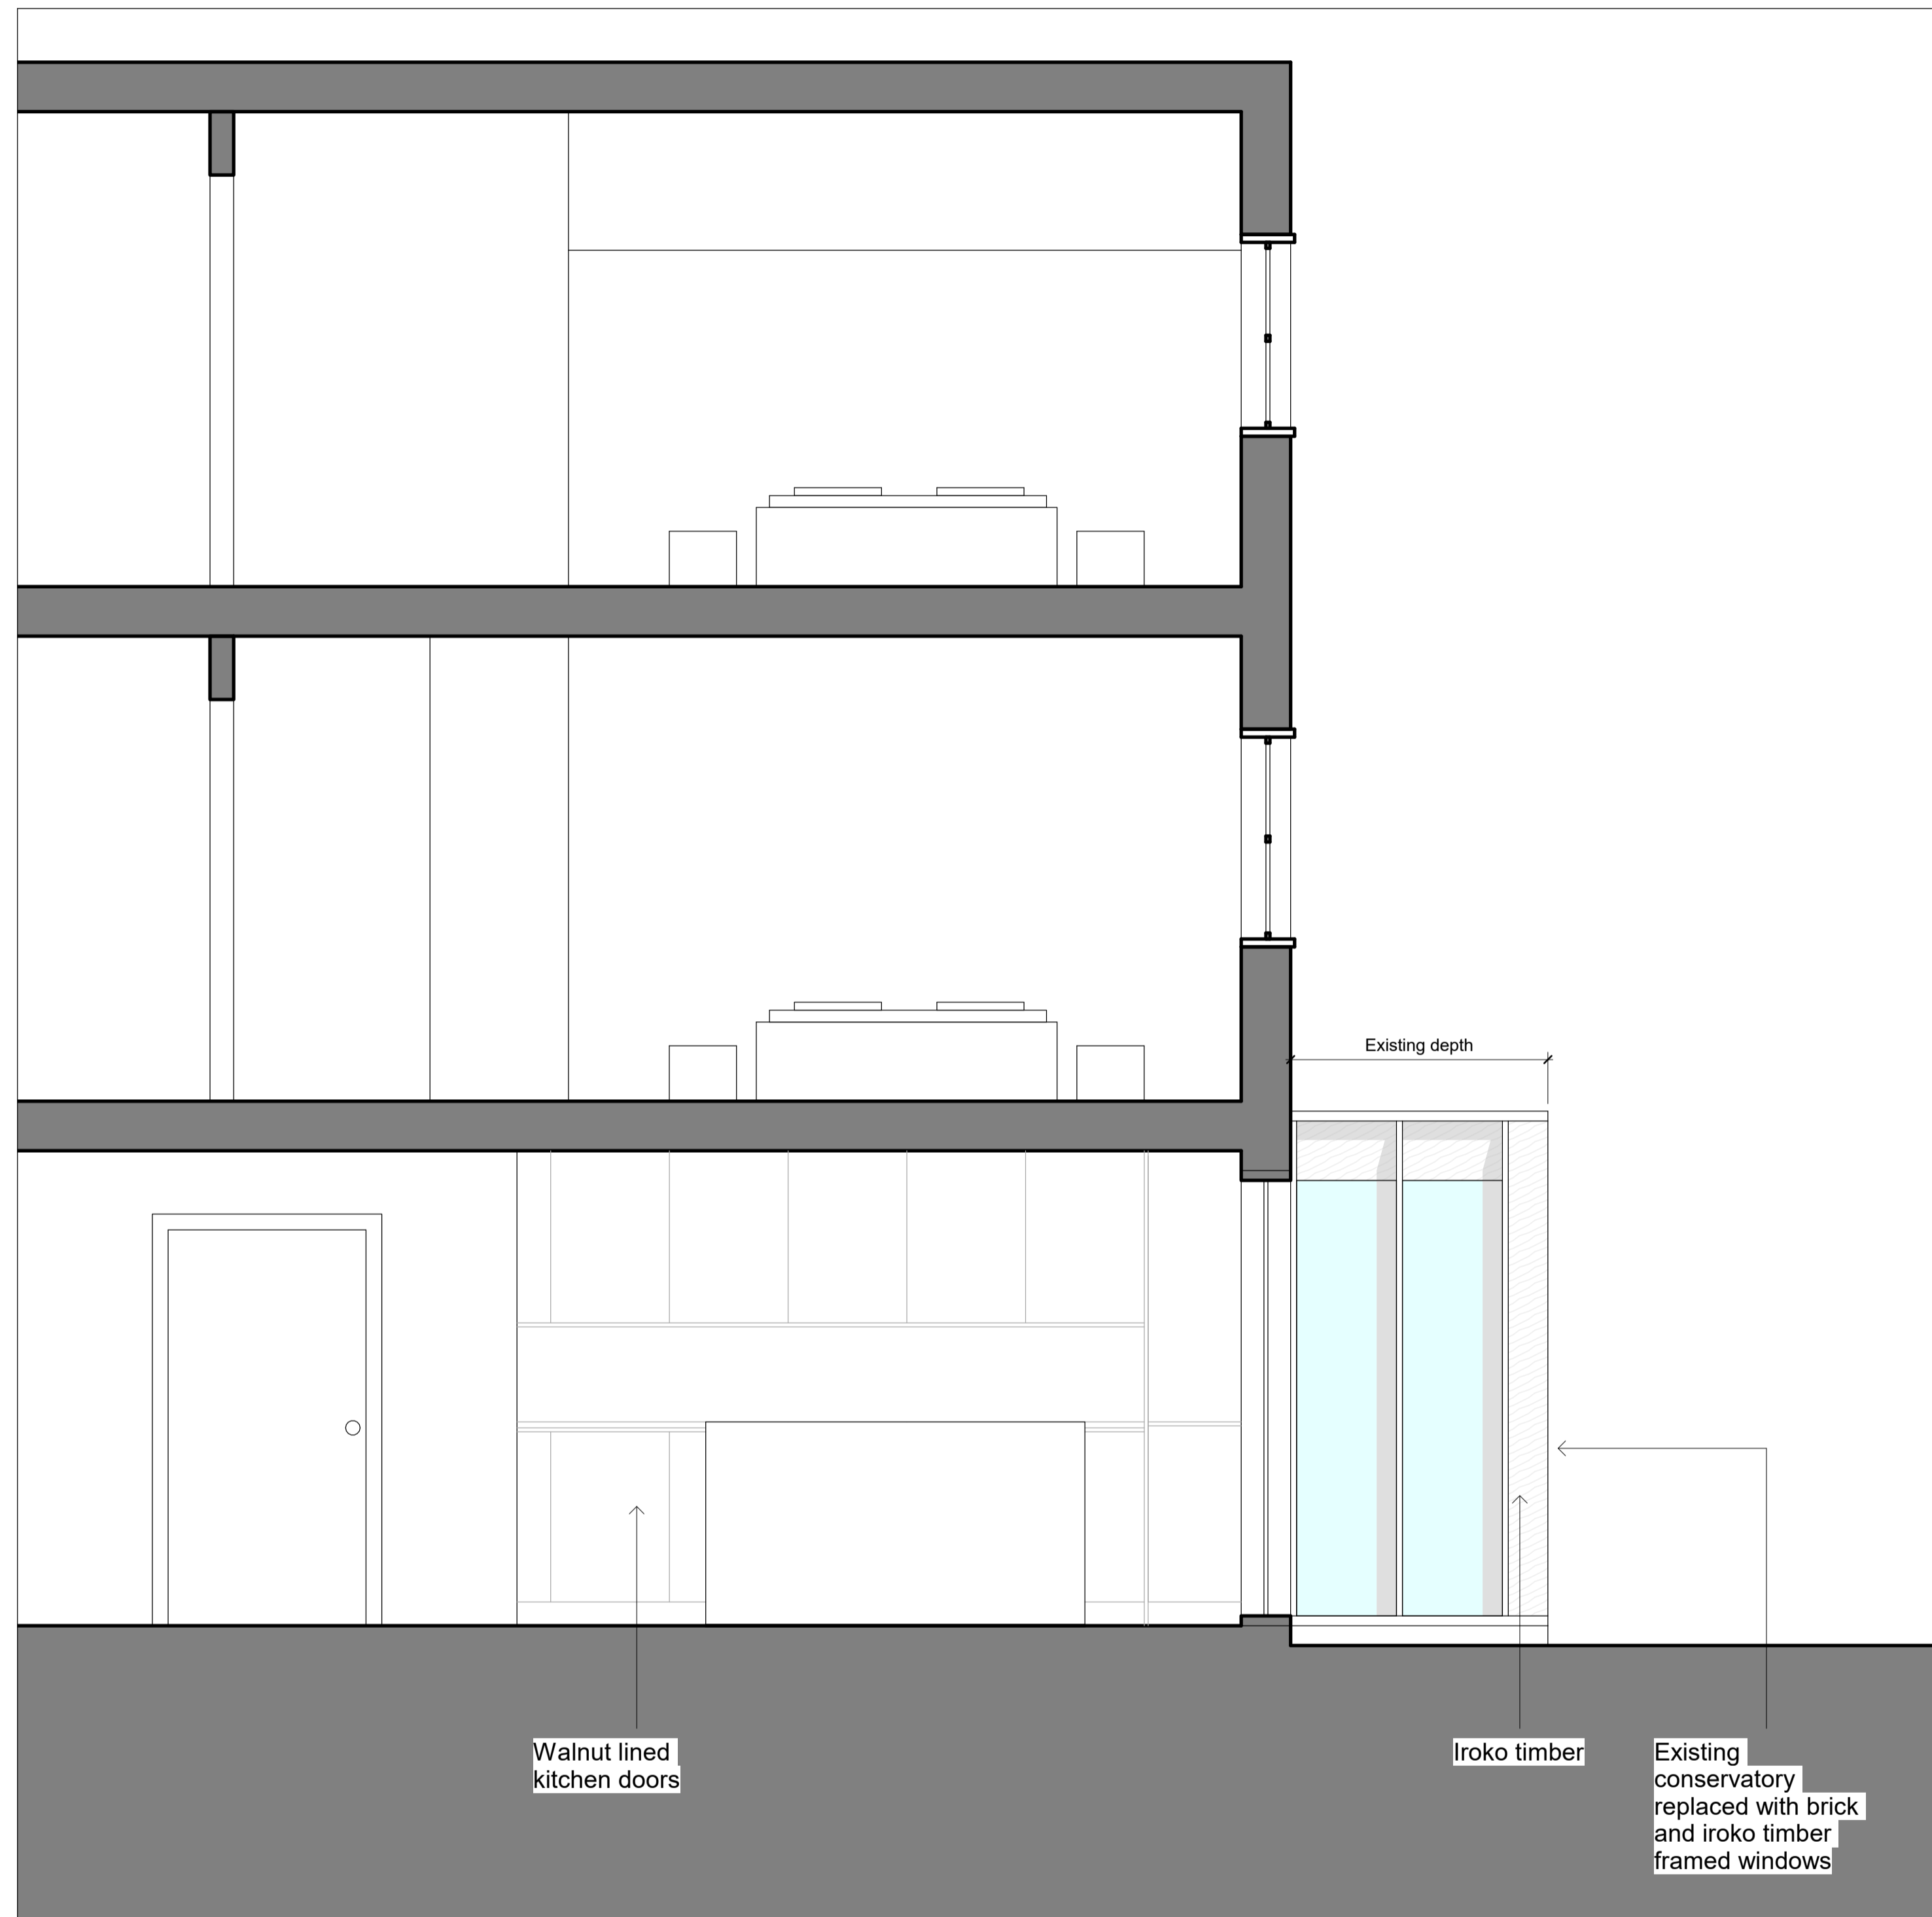 Existing depth
Walnut lined
kitchen doors
Iroko timber
Existing
conservatory
replaced with brick
and iroko timber
framed windows